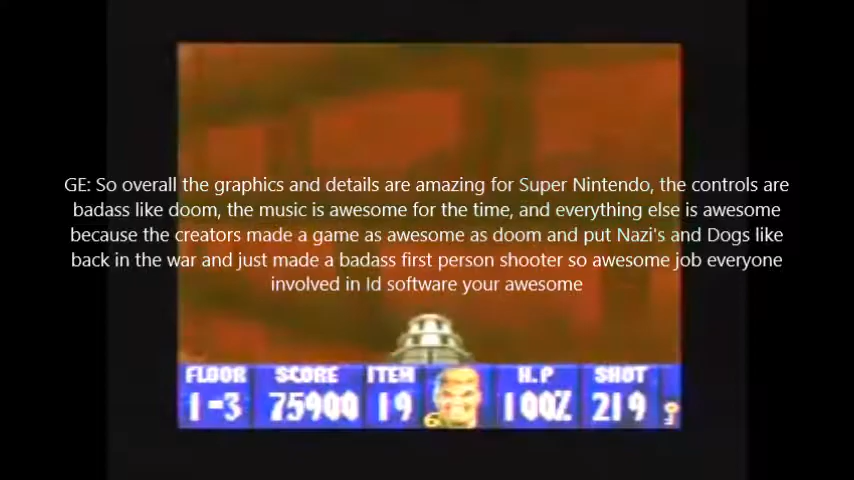 GE: So overall the graphics and details are amazing for Super Nintendo, the controls are
badass like doom, the music is awesome for the time, and everything else is awesome
because the creators made a game as awesome as doom and put Nazi's and Dogs like
back in the war and just made a badass first person shooter so awesome job everyone
involved in Id software your awesome
FLOOR SCORE ITEM H.P SHOT
1-3 75900 19 6 100% 219